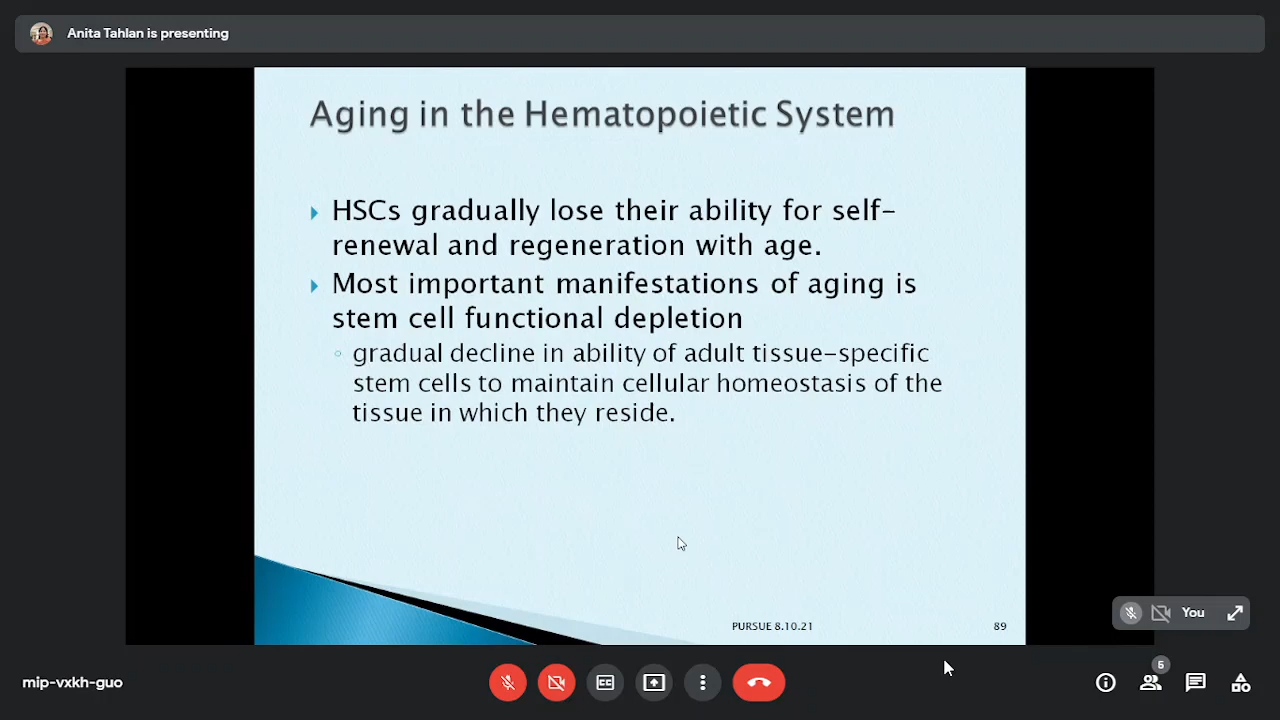 Anita Tahlan is presenting
Aging in the Hematopoietic System
HSCs gradually lose their ability for self-
renewal and regeneration with age.
Most important manifestations of aging is
stem cell functional depletion
gradual decline in ability of adult tissue-specific
stem cells to maintain cellular homeostasis of the
tissue in which they reside.
PURSUE 8.10.21
89
You
mip-vxkh-guo
CC
5